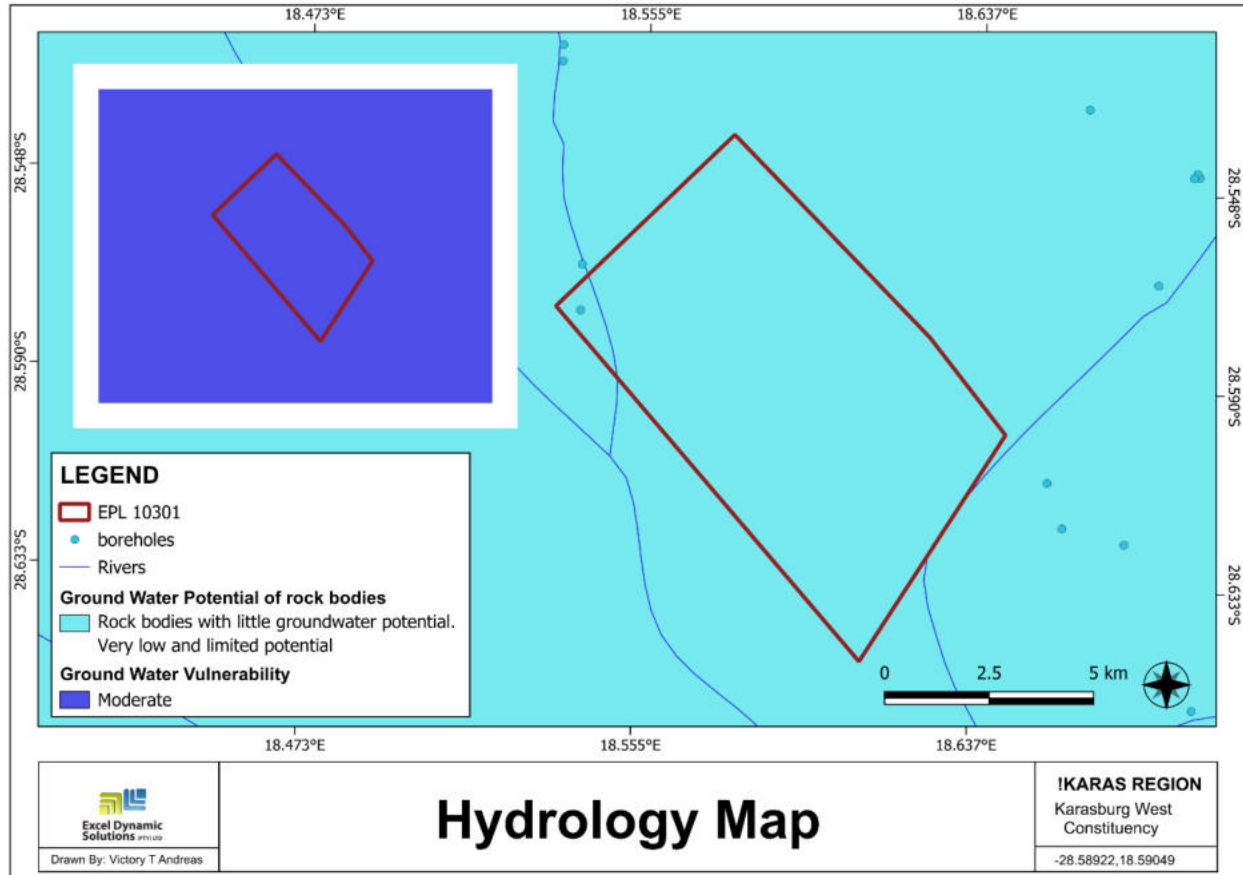 18.473°E 18.555°E 18.637°E
28.548°S
28.590°S
28.633°S
28.548°S
28.590°S
28.633°S
LEGEND
EPL 10301
boreholes
Rivers
Ground Water Potential of rock bodies
Rock bodies with little groundwater potential.
Very low and limited potential
Ground Water Vulnerability
Moderate
0 2.5 5 km
18.473°E 18.555°E 18.637°E
Excel Dynamic
Solutions (PTY) LTD
Drawn By: Victory T Andreas
Hydrology Map
!KARAS REGION
Karasburg West
Constituency
-28.58922,18.59049